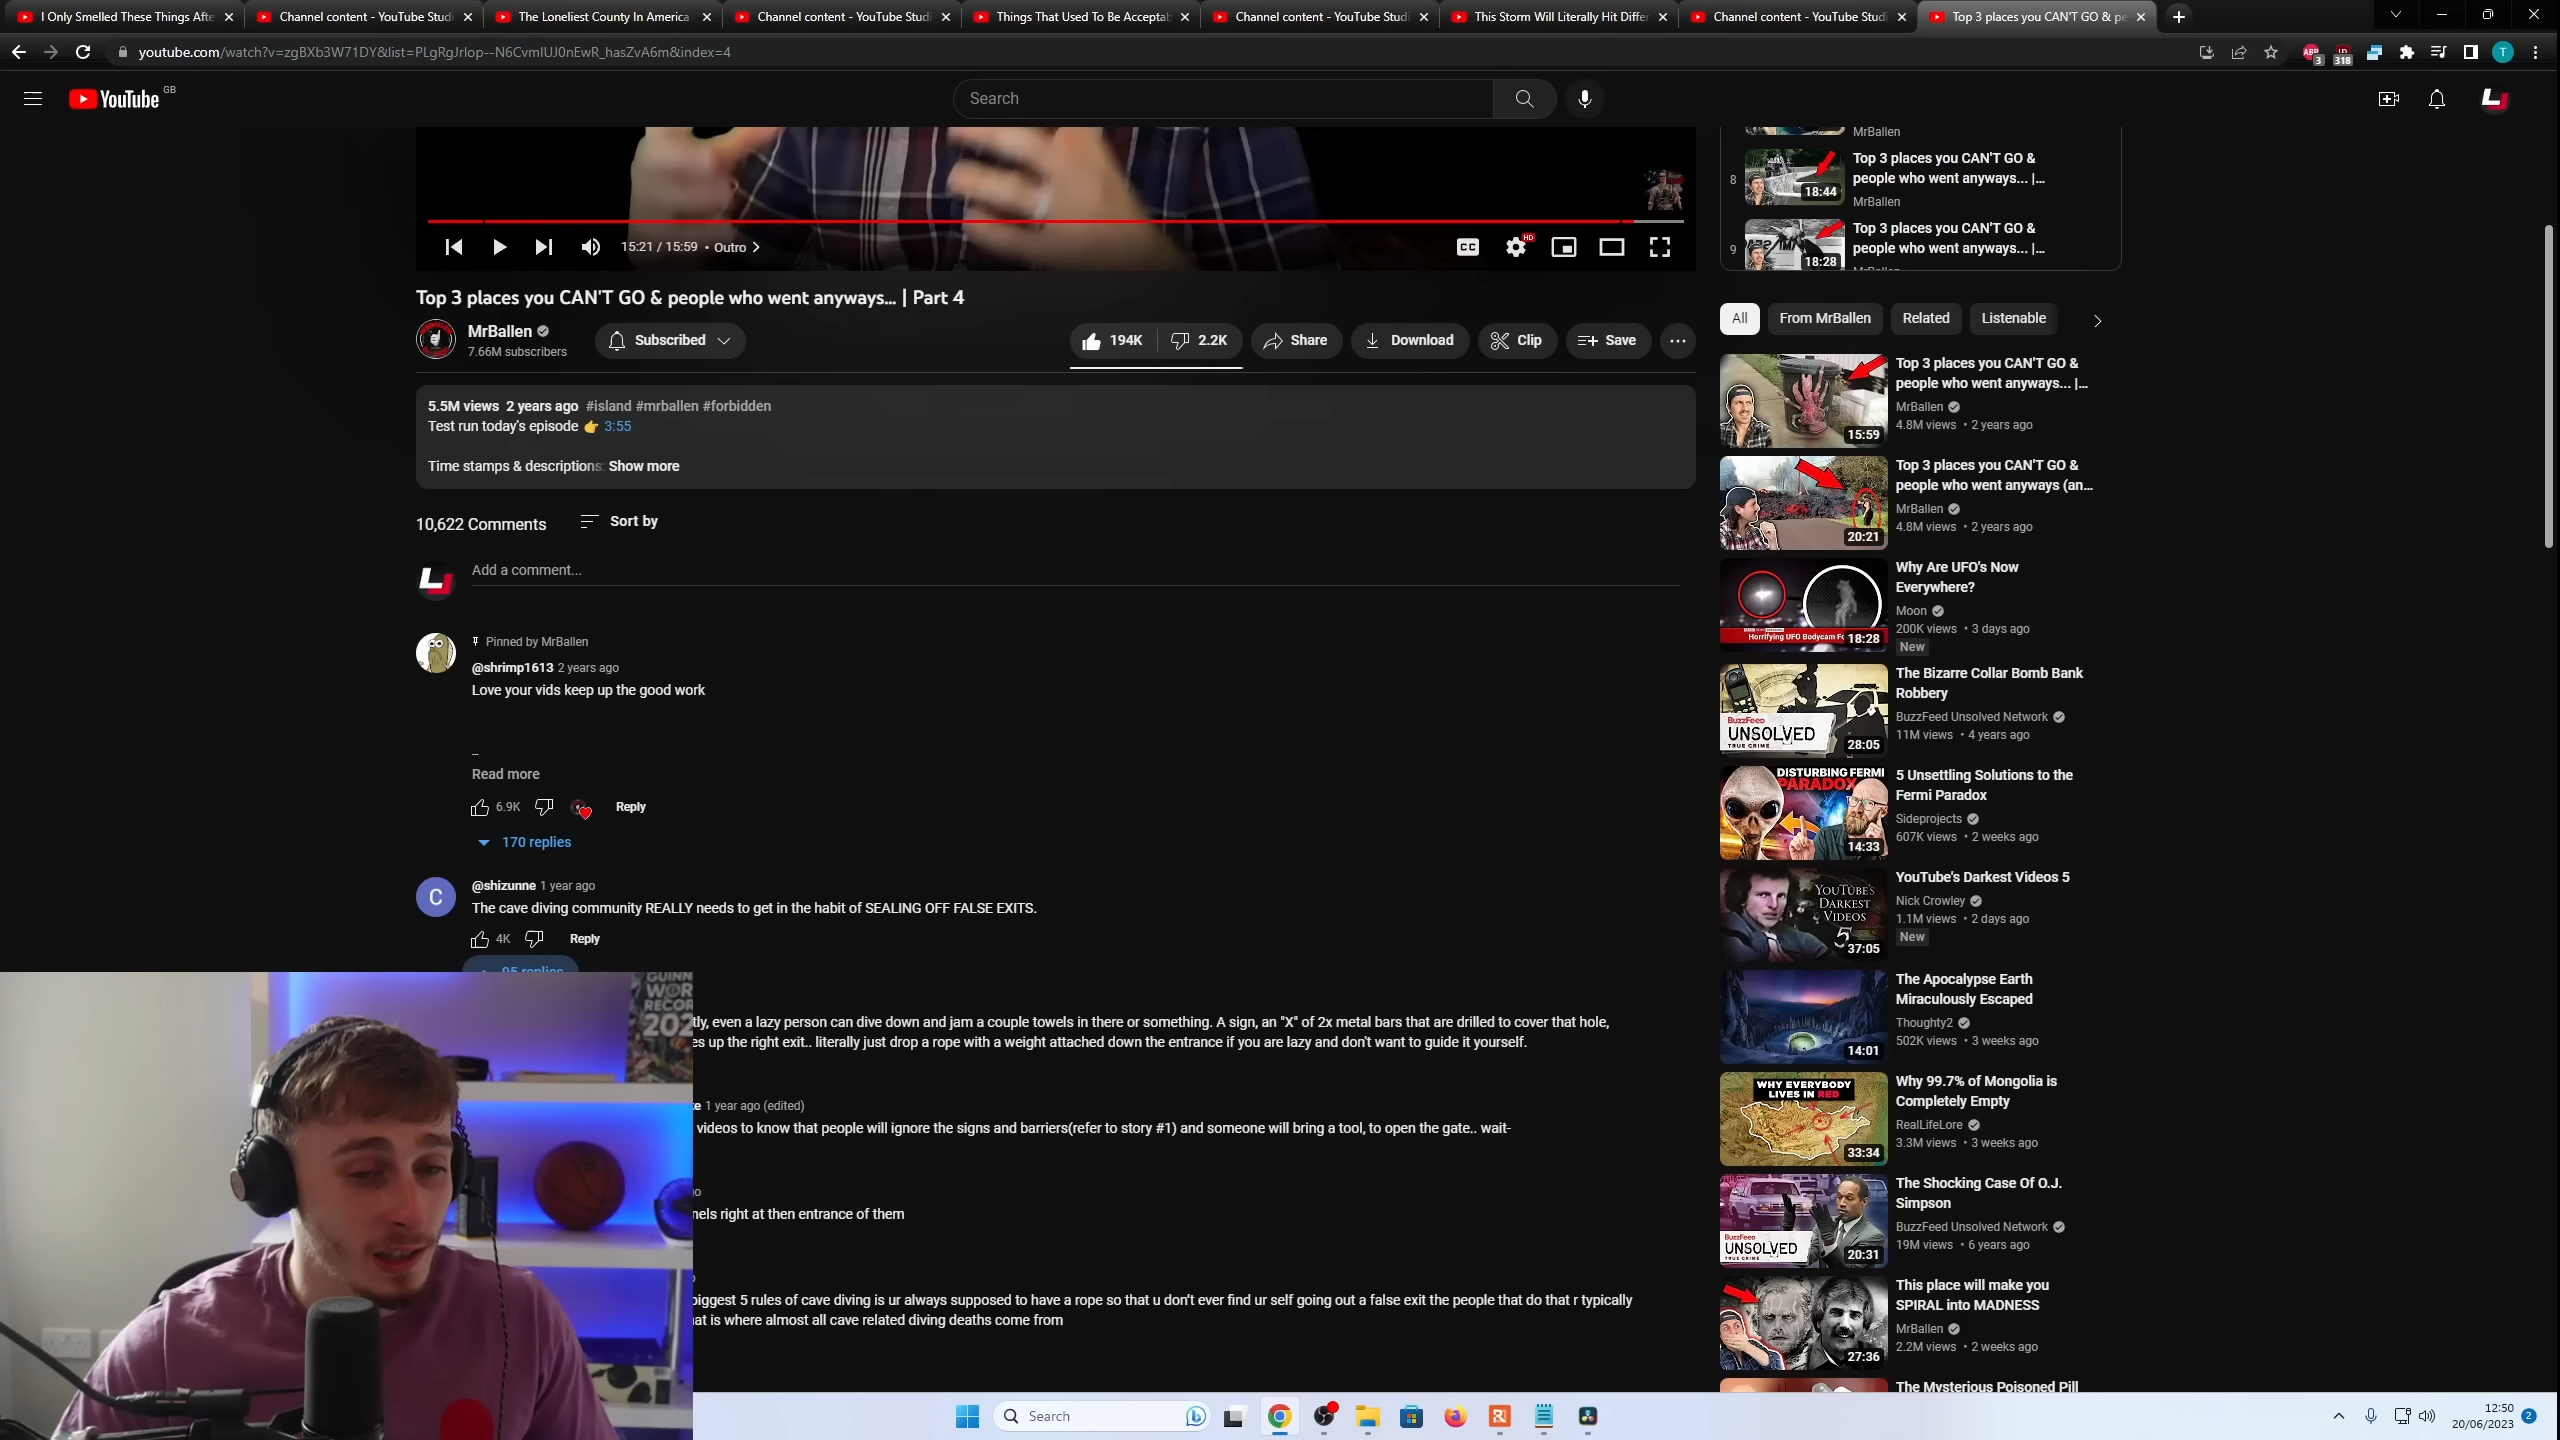 I Only Smelled These Things Afte
Channel content - YouTube Studi
The Loneliest County In America
Channel content - YouTube Studi
Things That Used To Be Acceptab
Channel content - YouTube Studi
This Storm Will Literally Hit Differ
Channel content - YouTube Studi
Top 3 places you CAN'T GO & pe
youtube.com/watch?v=zgBXb3W71DY&list=PLgRgJrlop--N6CvmlUJ0nEwR_hasZvA6m&index=4
ABP
3
318
T
YouTube GB
Search
15:21 / 15:59 • Outro
CC
HD
MrBallen
8
18:44
Top 3 places you CAN'T GO &
people who went anyways... |...
MrBallen
9
18:28
Top 3 places you CAN'T GO &
people who went anyways... |...
Top 3 places you CAN'T GO & people who went anyways... | Part 4
MrBallen
7.66M subscribers
Subscribed
194K
2.2K
Share
Download
Clip
Save
5.5M views 2 years ago #island #mrballen #forbidden
Test run today's episode 👉 3:55
Time stamps & descriptions: Show more
10,622 Comments
Sort by
Add a comment...
Pinned by MrBallen
@shrimp1613 2 years ago
Love your vids keep up the good work
Read more
6.9K
Reply
170 replies
C
@shizunne 1 year ago
The cave diving community REALLY needs to get in the habit of SEALING OFF FALSE EXITS.
4K
Reply
95 replies
tly, even a lazy person can dive down and jam a couple towels in there or something. A sign, an "X" of 2x metal bars that are drilled to cover that hole,
es up the right exit.. literally just drop a rope with a weight attached down the entrance if you are lazy and don't want to guide it yourself.
1 year ago (edited)
videos to know that people will ignore the signs and barriers(refer to story #1) and someone will bring a tool, to open the gate.. wait-
nels right at then entrance of them
biggest 5 rules of cave diving is ur always supposed to have a rope so that u don't ever find ur self going out a false exit the people that do that r typically
at is where almost all cave related diving deaths come from
GUINN
WOR
RECOR
202
All
From MrBallen
Related
Listenable
15:59
Top 3 places you CAN'T GO &
people who went anyways... |...
MrBallen
4.8M views • 2 years ago
20:21
Top 3 places you CAN'T GO &
people who went anyways (an...
MrBallen
4.8M views • 2 years ago
Horrifying UFO Bodycam Fo
18:28
Why Are UFO's Now
Everywhere?
Moon
200K views • 3 days ago
New
BuzzFeed
UNSOLVED
TRUE CRIME
28:05
The Bizarre Collar Bomb Bank
Robbery
BuzzFeed Unsolved Network
11M views • 4 years ago
DISTURBING FERMI
PARADOX
14:33
5 Unsettling Solutions to the
Fermi Paradox
Sideprojects
607K views • 2 weeks ago
YOUTUBE'S
DARKEST
VIDEOS
5
37:05
YouTube's Darkest Videos 5
Nick Crowley
1.1M views • 2 days ago
New
14:01
The Apocalypse Earth
Miraculously Escaped
Thoughty2
502K views • 3 weeks ago
WHY EVERYBODY
LIVES IN RED
33:34
Why 99.7% of Mongolia is
Completely Empty
RealLifeLore
3.3M views • 3 weeks ago
BuzzFeed
UNSOLVED
20:31
The Shocking Case Of O.J.
Simpson
BuzzFeed Unsolved Network
19M views • 6 years ago
27:36
This place will make you
SPIRAL into MADNESS
MrBallen
2.2M views • 2 weeks ago
The Mysterious Poisoned Pill
Search
12:50
20/06/2023
2